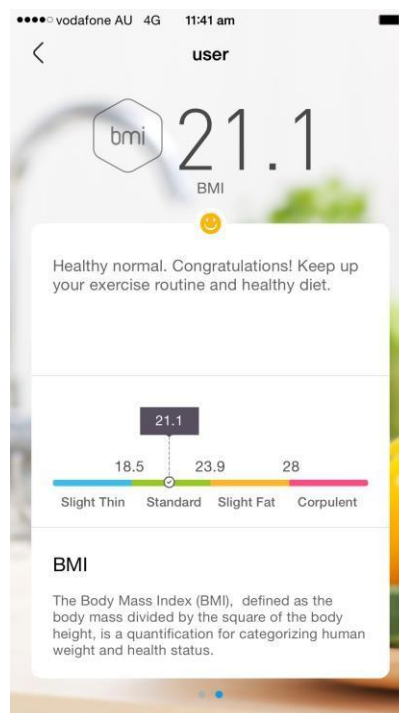 vodafone AU 4G 11:41 am
user
bmi 21.1
BMI
Healthy normal. Congratulations! Keep up
your exercise routine and healthy diet.
21.1
18.5 23.9 28
Slight Thin Standard Slight Fat Corpulent
BMI
The Body Mass Index (BMI), defined as the
body mass divided by the square of the body
height, is a quantification for categorizing human
weight and health status.